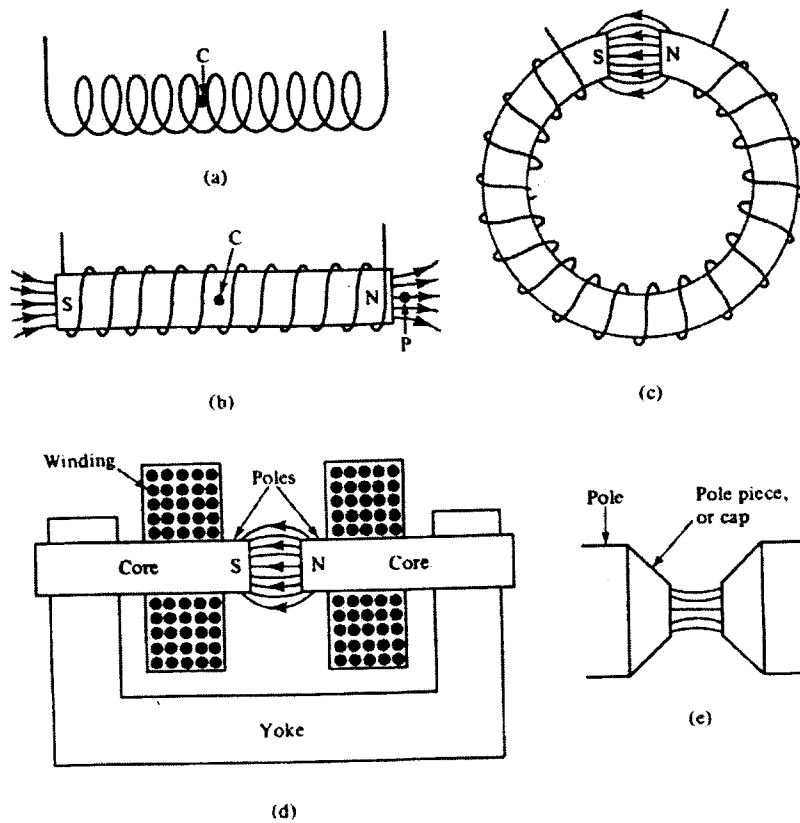 C
(a)
S
N
(c)
C
S
N
P
(b)
Winding
Poles
Core
S
N
Core
Yoke
(d)
Pole
Pole piece,
or cap
(e)